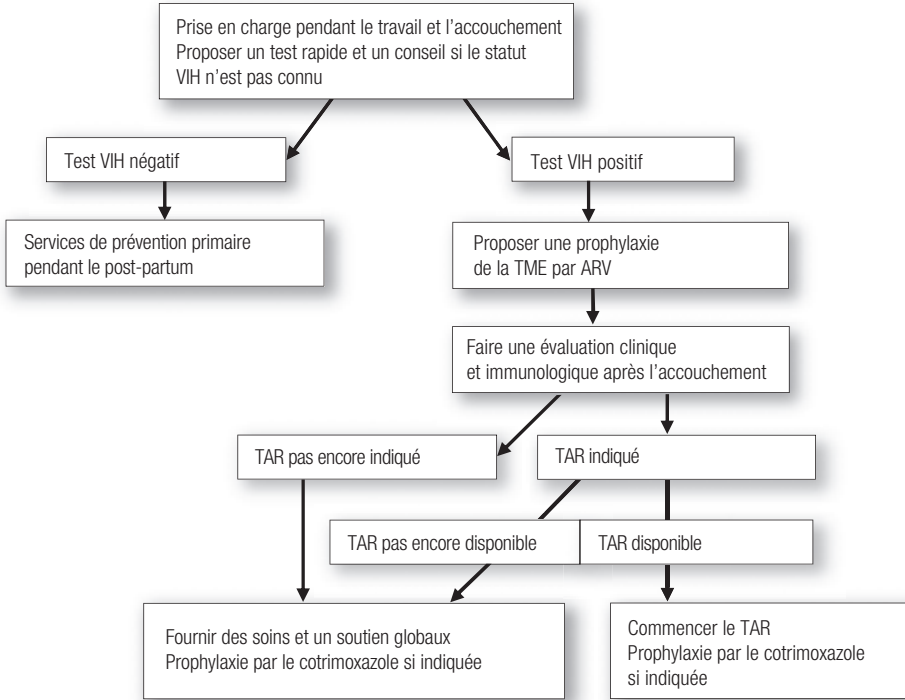 Prise en charge pendant le travail et l'accouchement
Proposer un test rapide et un conseil si le statut
VIH n'est pas connu
Test VIH négatif
Test VIH positif
Services de prévention primaire
pendant le post-partum
Proposer une prophylaxie
de la TME par ARV
Faire une évaluation clinique
et immunologique après l'accouchement
TAR pas encore indiqué
TAR indiqué
TAR pas encore disponible
TAR disponible
Fournir des soins et un soutien globaux
Prophylaxie par le cotrimoxazole si indiquée
Commencer le TAR
Prophylaxie par le cotrimoxazole
si indiquée